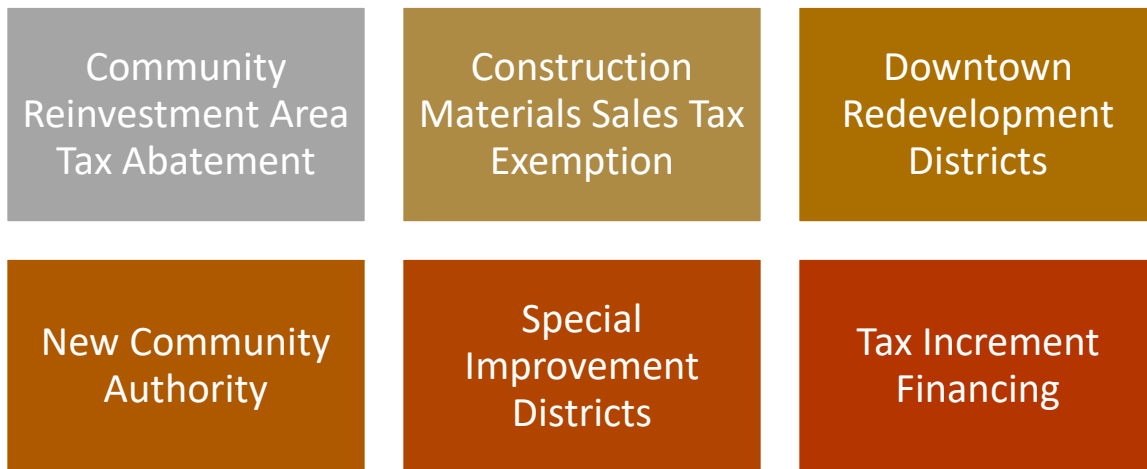 Community
Reinvestment Area
Tax Abatement
Construction
Materials Sales Tax
Exemption
Downtown
Redevelopment
Districts
New Community
Authority
Special
Improvement
Districts
Tax Increment
Financing